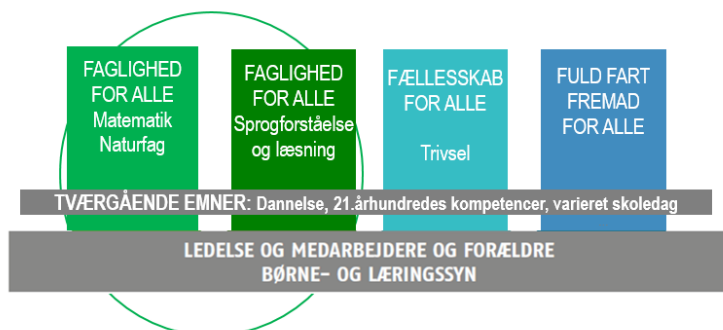 FAGLIGHED
FOR ALLE
Matematik
Naturfag
FAGLIGHED
FOR ALLE
Sprogforståelse
og læsning
FÆLLESSKAB
FOR ALLE
Trivsel
FULD FART
FREMAD
FOR ALLE
TVÆRGÅENDE EMNER: Dannelse, 21.århundredes kompetencer, varieret skoledag
LEDELSE OG MEDARBEJDERE OG FORÆLDRE
BØRNE- OG LÆRINGSSYN